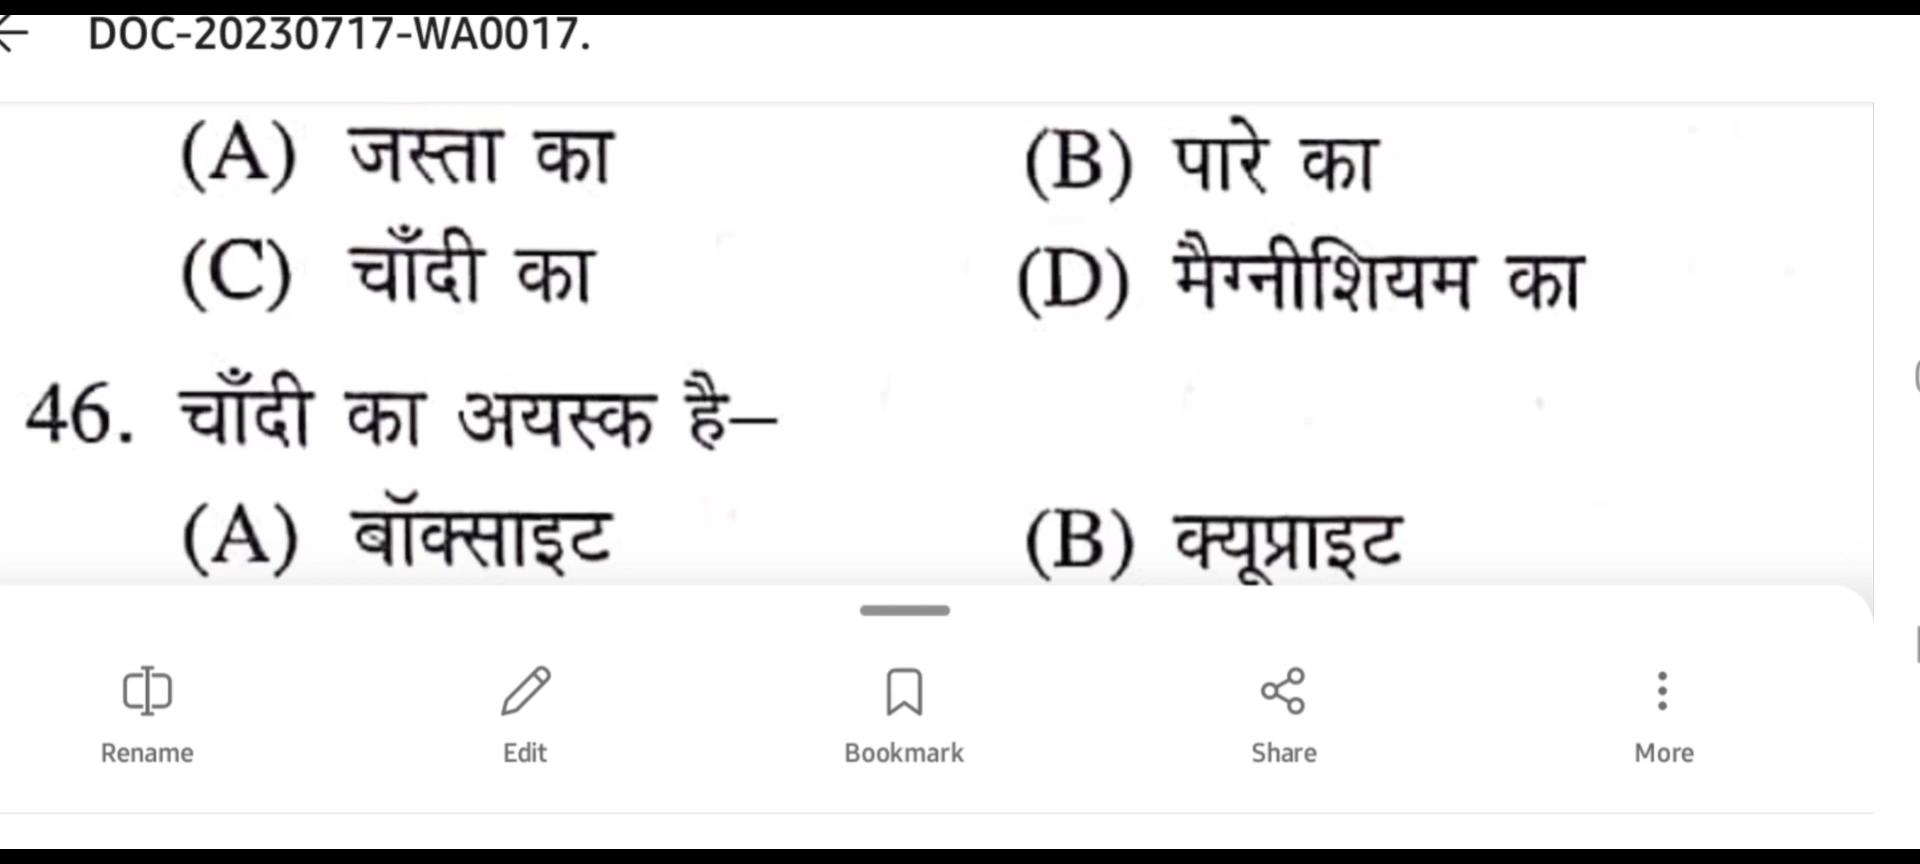 DOC-20230717-WA0017.
(A) जस्ता का (B) पारे का
(C) चाँदी का (D) मैग्नीशियम का
46. चाँदी का अयस्क है–
(A) बॉक्साइट (B) क्यूप्राइट
Rename Edit Bookmark Share More